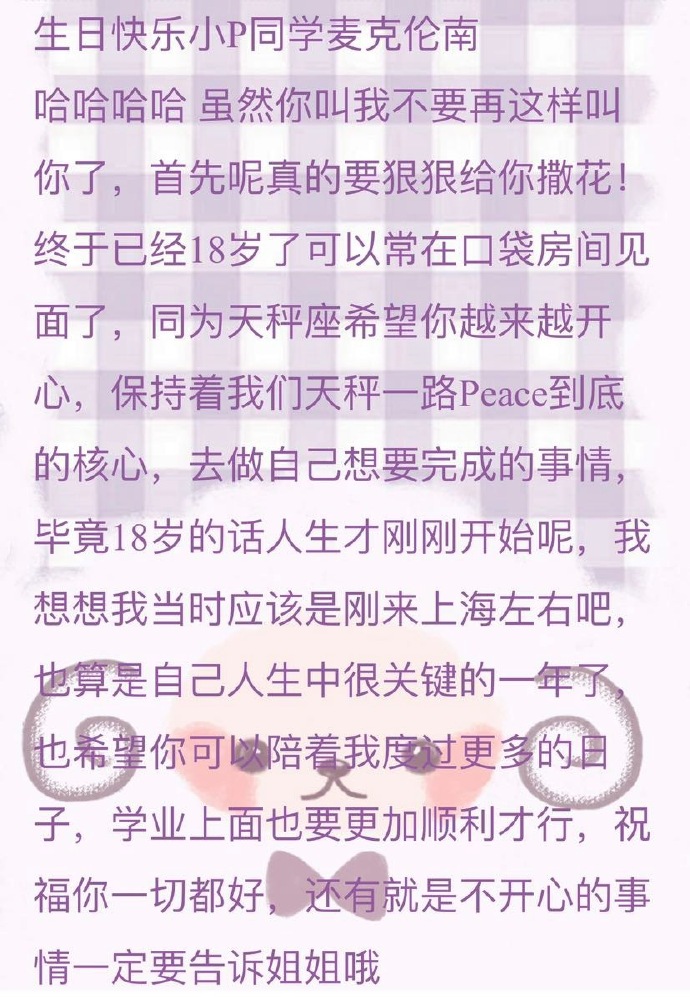 生日快乐小P同学麦克伦南
哈哈哈哈 虽然你叫我不要再这样叫
你了，首先呢真的要狠狠给你撒花！
终于已经18岁了可以常在口袋房间见
面了，同为天秤座希望你越来越开
心，保持着我们天秤一路Peace到底
的核心，去做自己想要完成的事情，
毕竟18岁的话人生才刚刚开始呢，我
想想我当时应该是刚来上海左右吧，
也算是自己人生中很关键的一年了，
也希望你可以陪着我度过更多的日
子，学业上面也要更加顺利才行，祝
福你一切都好，还有就是不开心的事
情一定要告诉姐姐哦